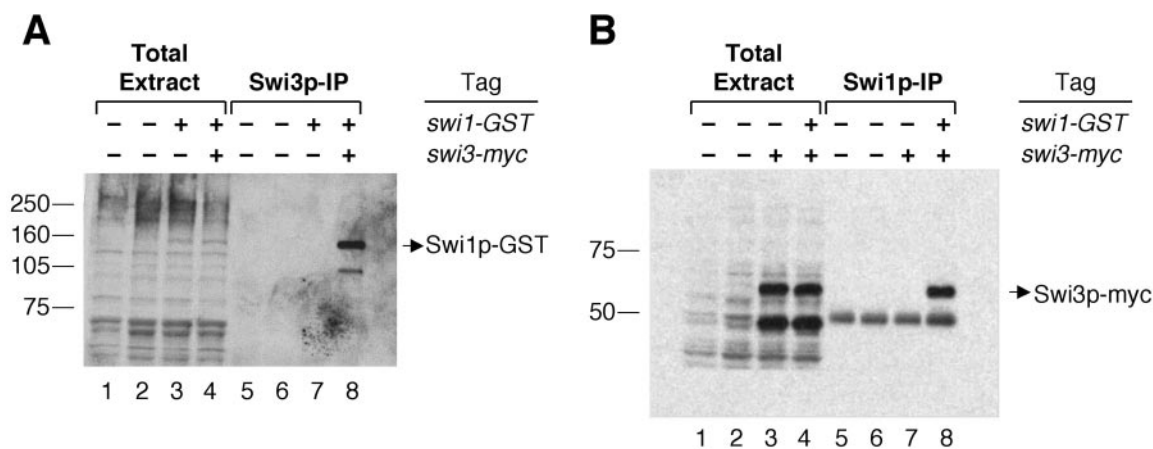 A
Total
Extract
Swi3p-IP
Tag
– – + + – – + + swi1-GST
– – – + – – – + swi3-myc
250
160
105
75
Swi1p-GST
1 2 3 4 5 6 7 8
B
Total
Extract
Swi1p-IP
Tag
– – – + – – – + swi1-GST
– – + + – – + + swi3-myc
75
50
Swi3p-myc
1 2 3 4 5 6 7 8